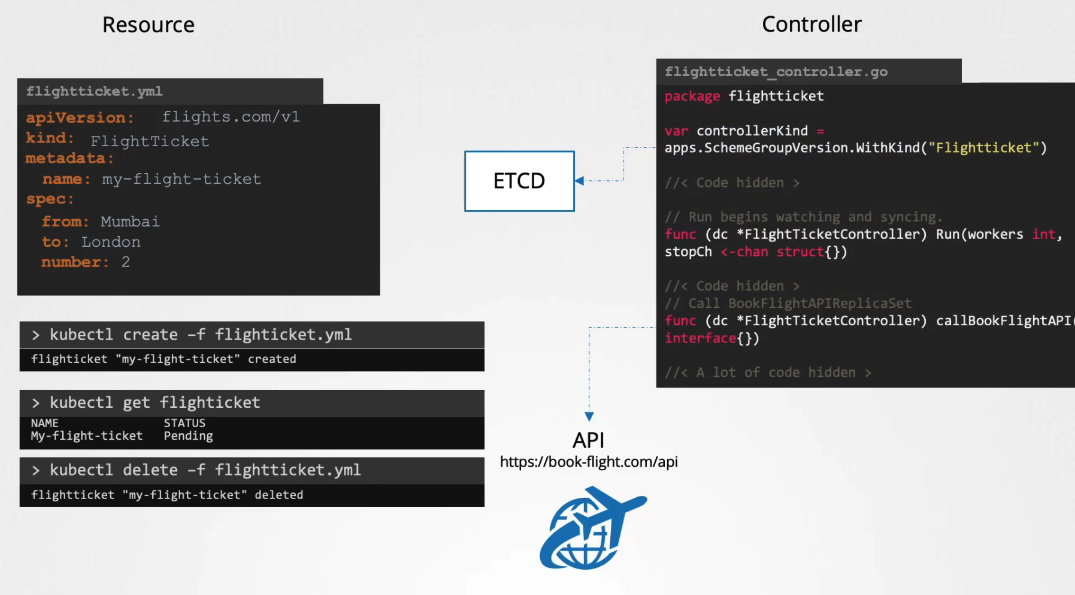 Resource
flightticket.yml
apiVersion: flights.com/v1
kind: FlightTicket
metadata:
name: my-flight-ticket
spec:
from: Mumbai
to: London
number: 2
> kubectl create –f flighticket.yml
flighticket "my-flight-ticket" created
> kubectl get flighticket
NAME STATUS
My-flight-ticket Pending
> kubectl delete –f flightticket.yml
flightticket "my-flight-ticket" deleted
ETCD
API
https://book-flight.com/api
Controller
flightticket_controller.go
package flightticket
var controllerKind =
apps.SchemeGroupVersion.WithKind("Flightticket")
//< Code hidden >
// Run begins watching and syncing.
func (dc *FlightTicketController) Run(workers int,
stopCh <-chan struct{})
//< Code hidden >
// Call BookFlightAPIReplicaSet
func (dc *FlightTicketController) callBookFlightAPI(
interface{})
//< A lot of code hidden >